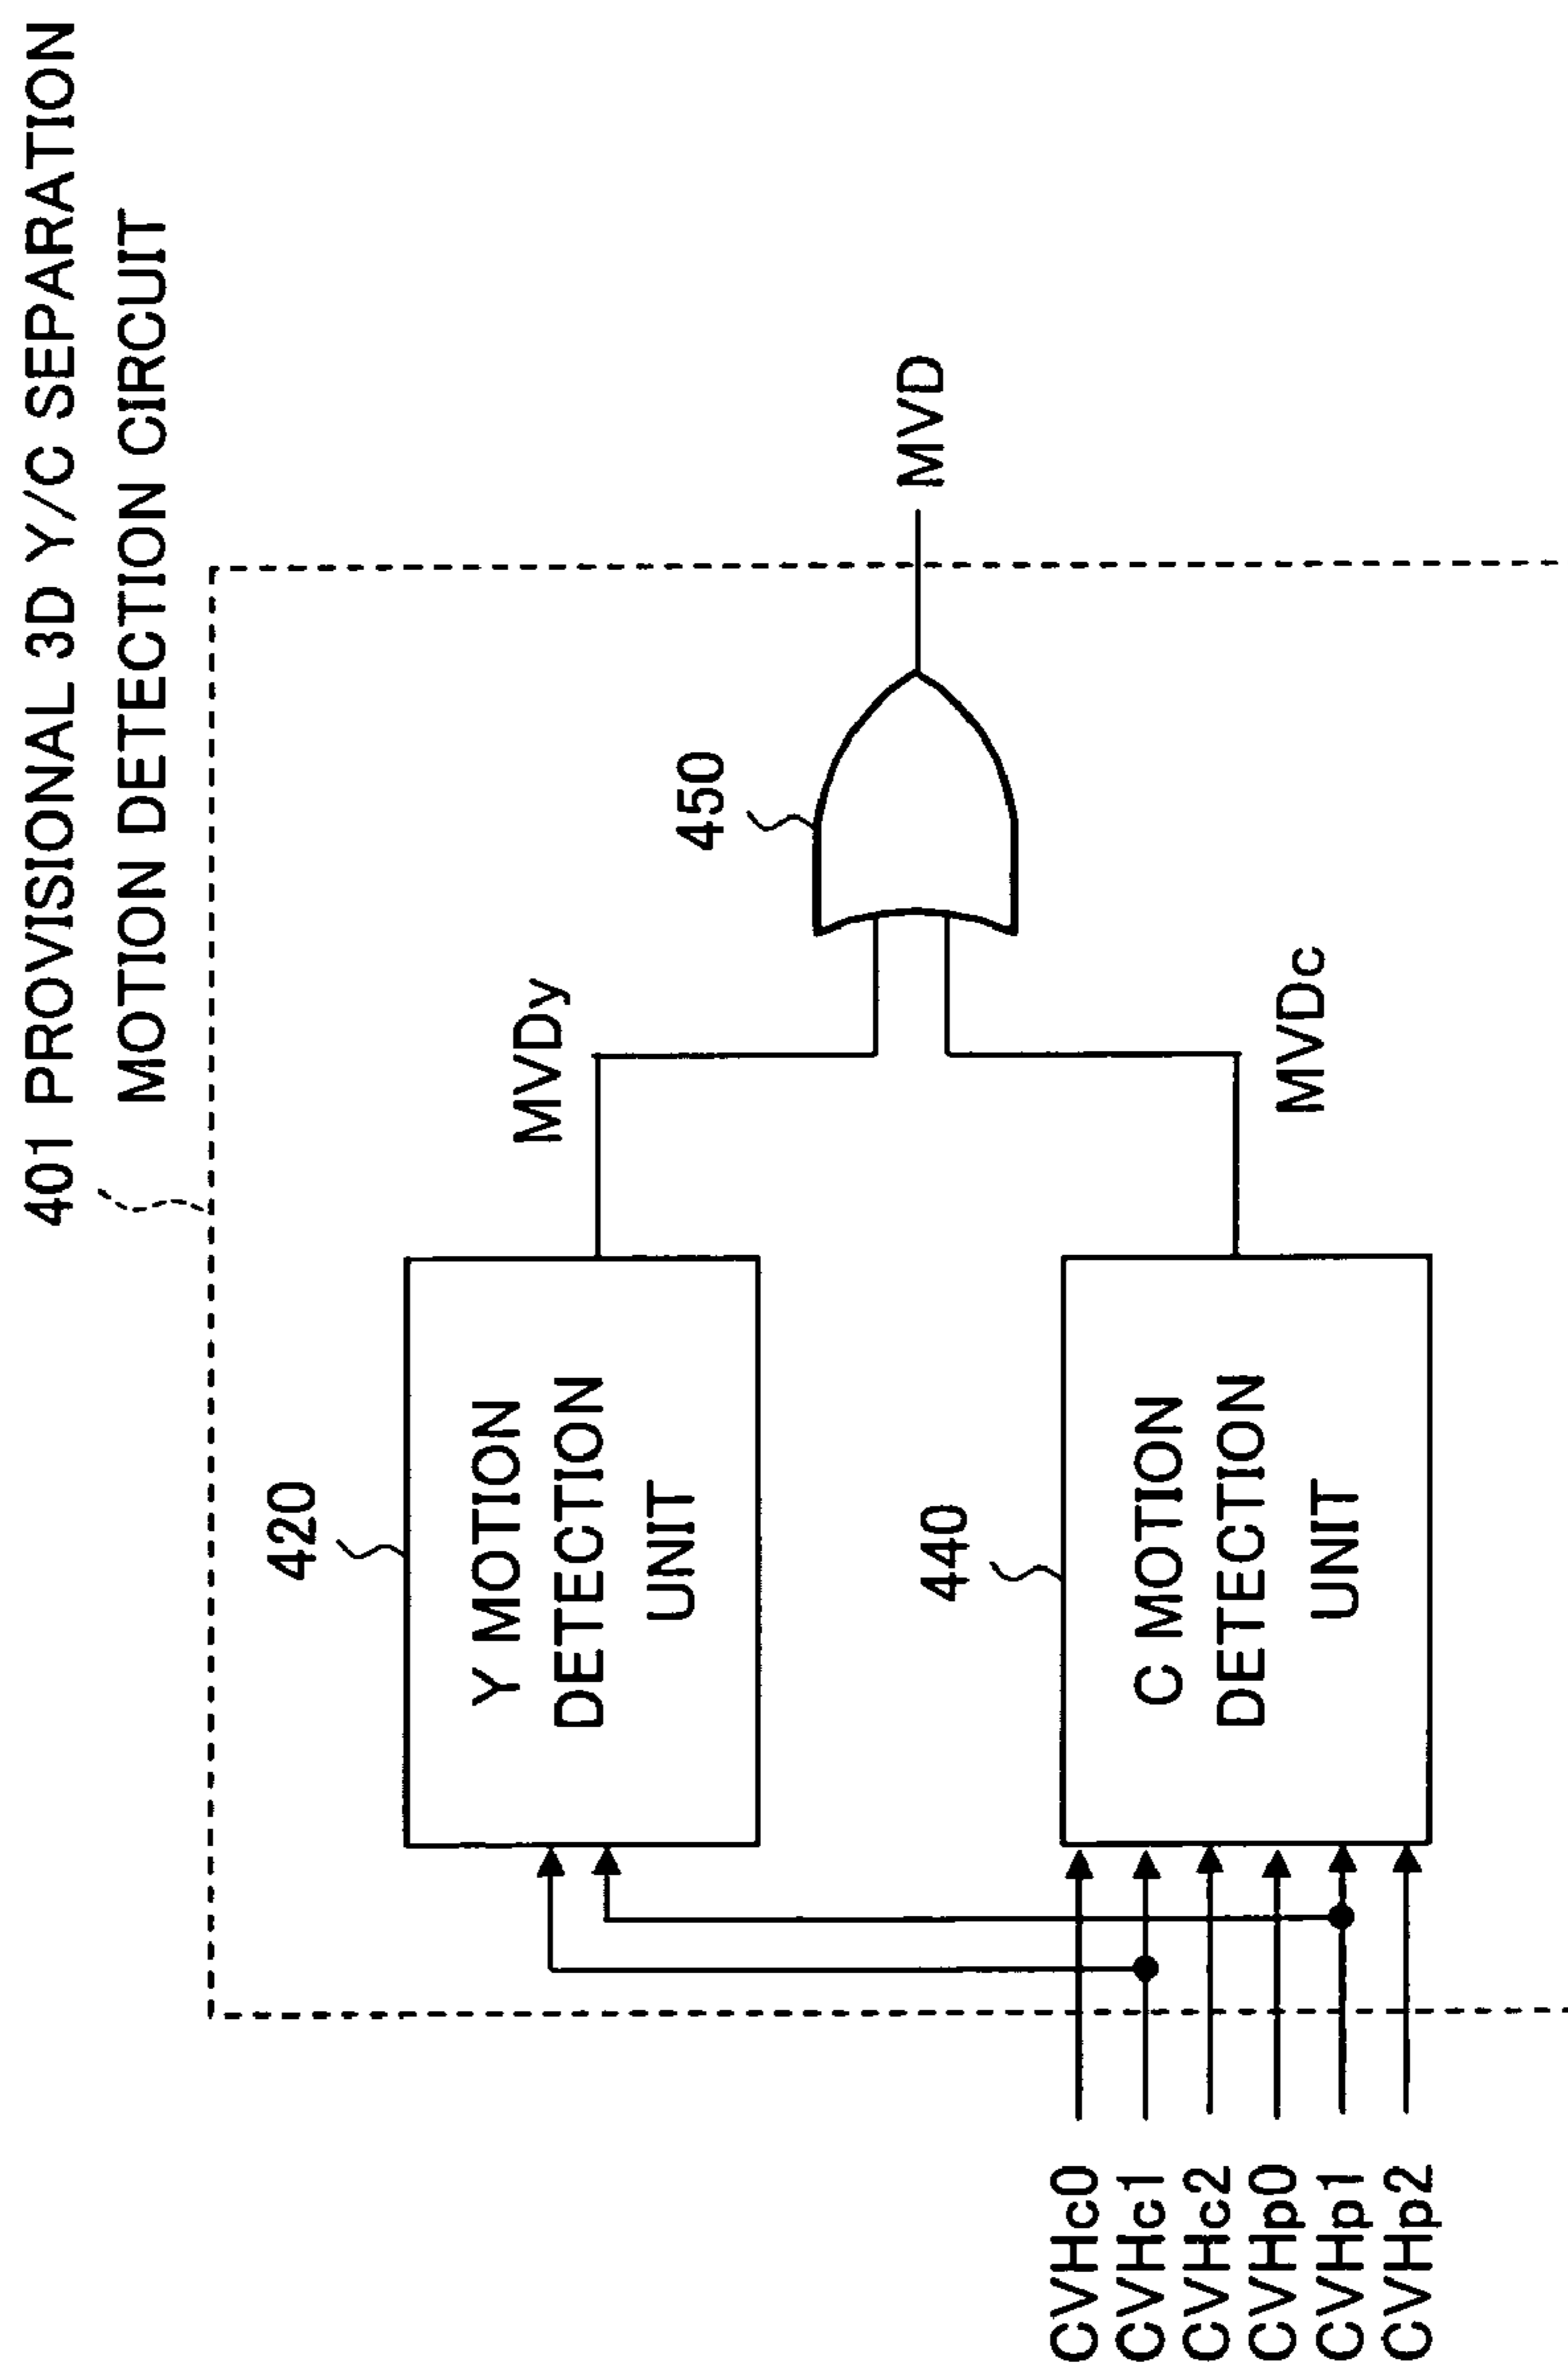 401 PROVISIONAL 3D Y/C SEPARATION
MOTION DETECTION CIRCUIT
420
Y MOTION
DETECTION
UNIT
MVDy
450
MVD
440
C MOTION
DETECTION
UNIT
MVDc
CVHc0
CVHc1
CVHc2
CVHp0
CVHp1
CVHp2